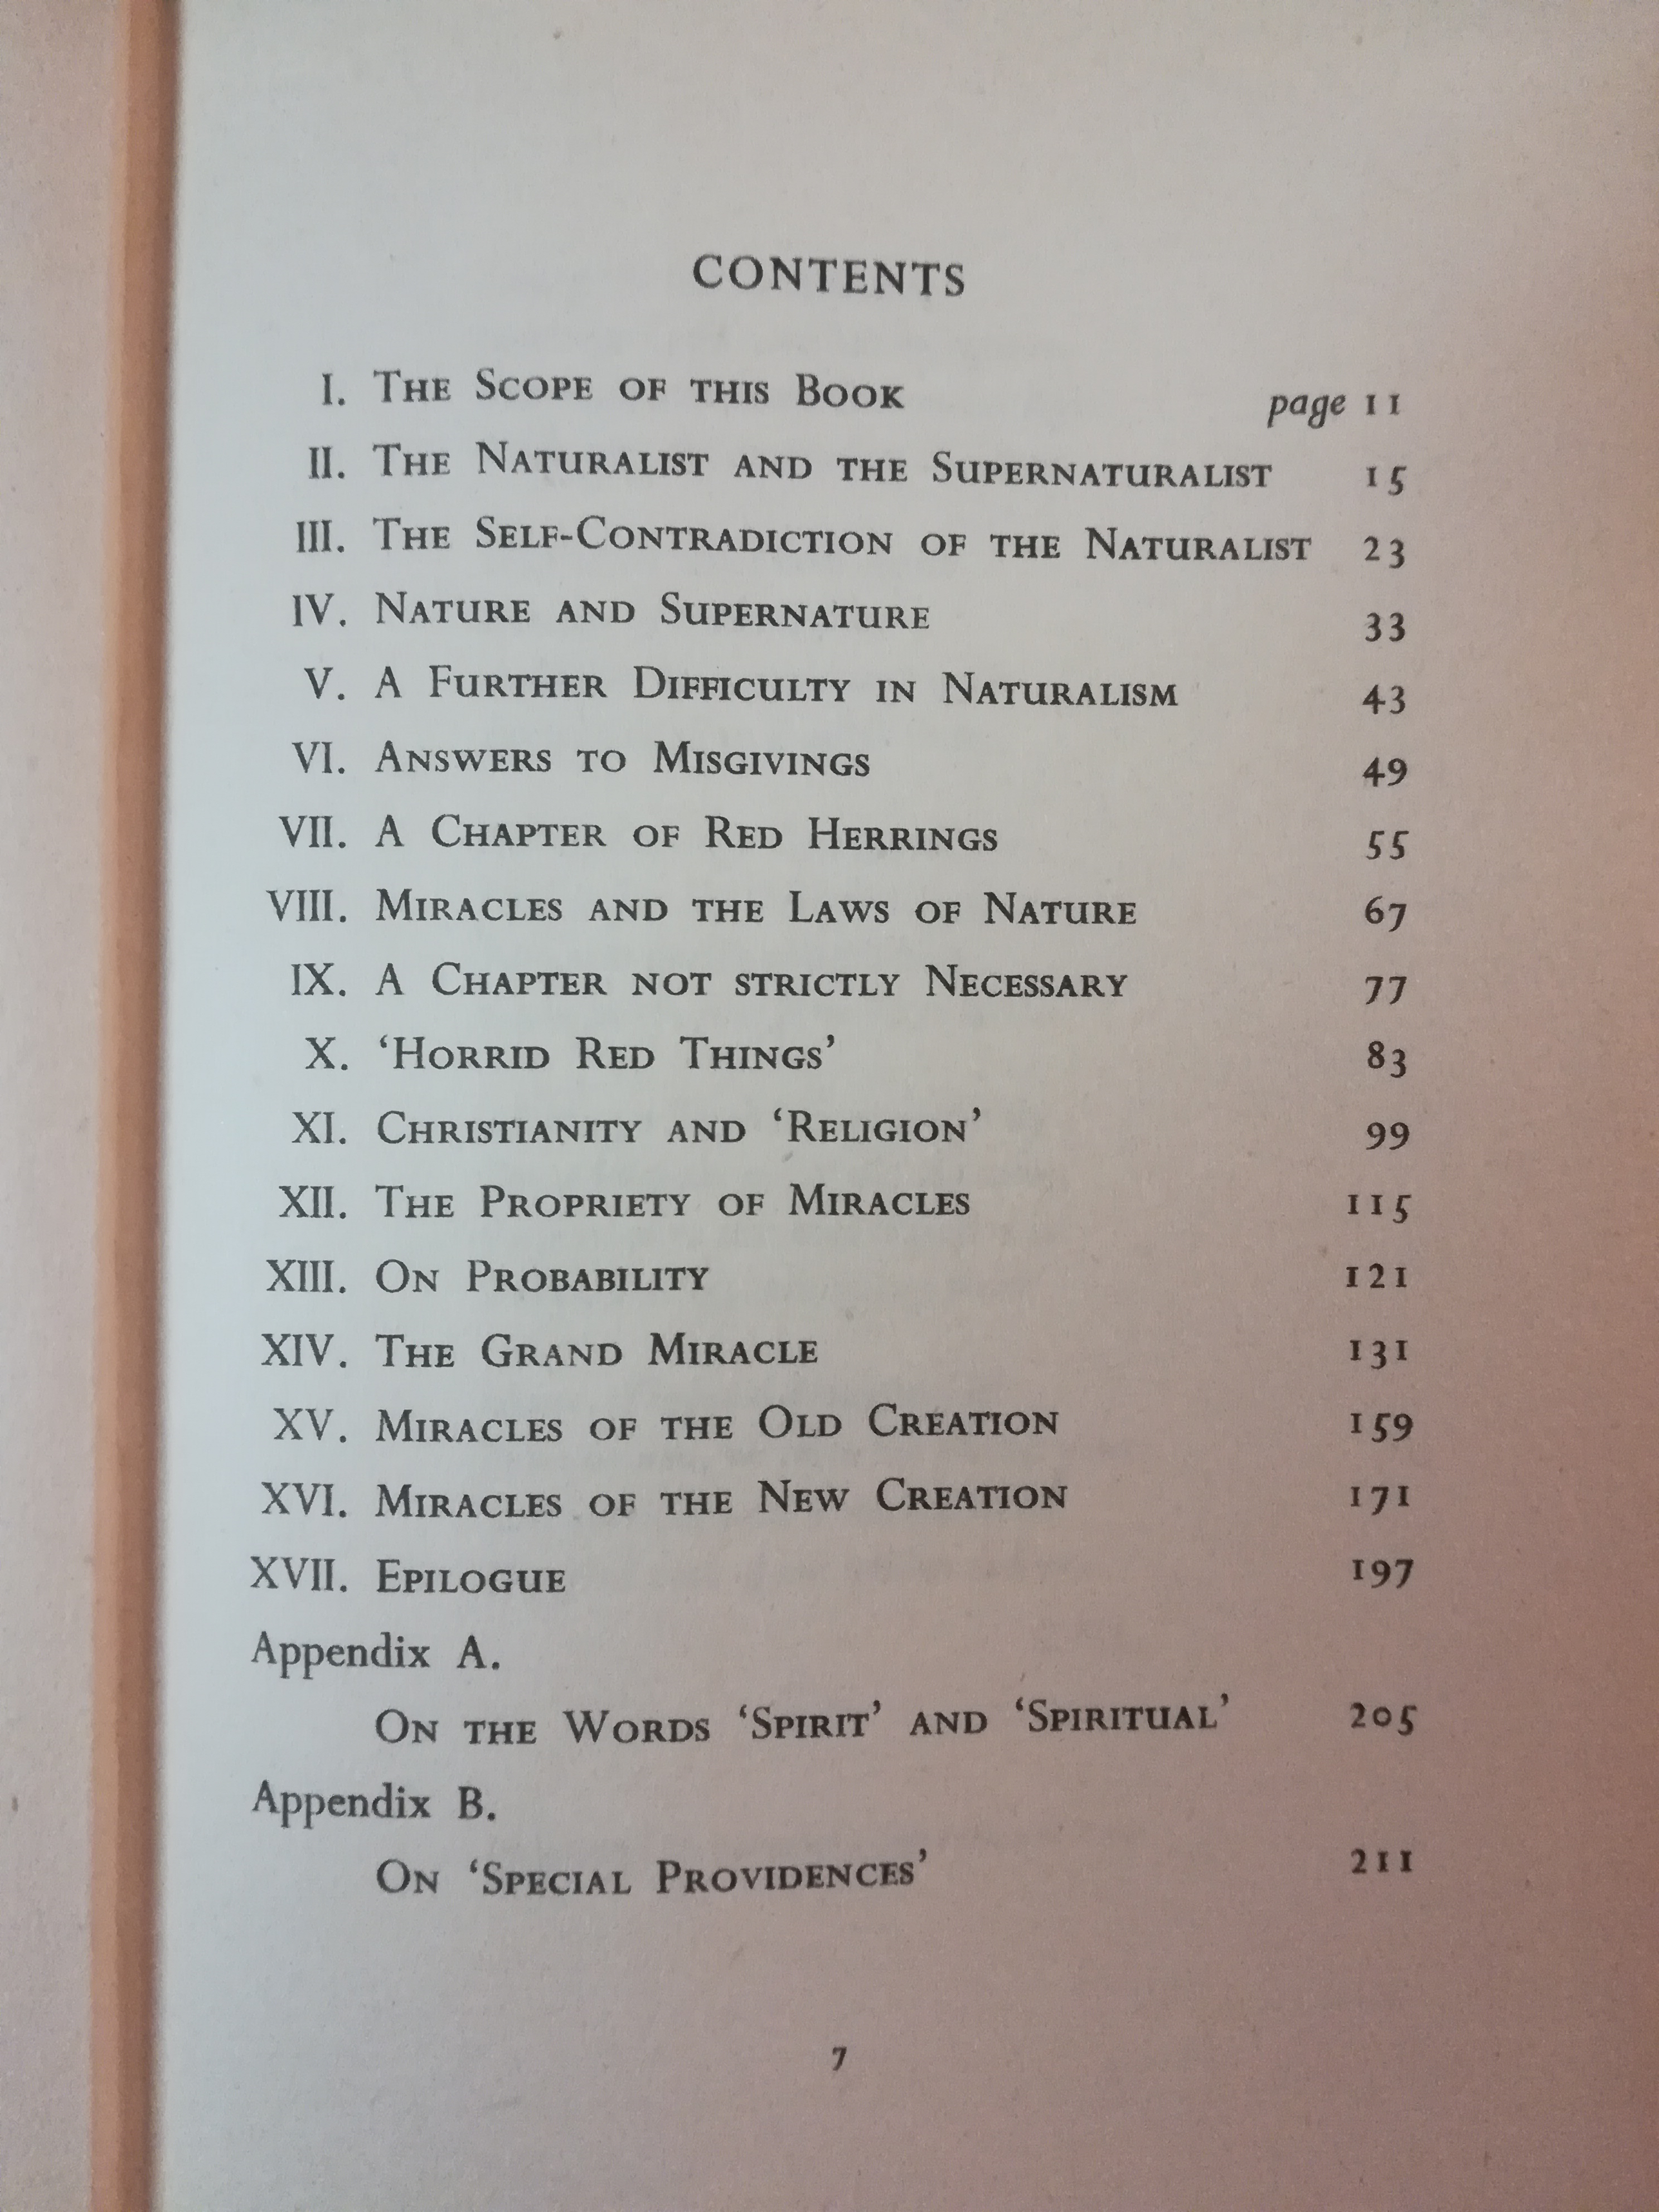 CONTENTS
I. The Scope of this Book page 11
II. The Naturalist and the Supernaturalist 15
III. The Self-Contradiction of the Naturalist 23
IV. Nature and Supernature 33
V. A Further Difficulty in Naturalism 43
VI. Answers to Misgivings 49
VII. A Chapter of Red Herrings 55
VIII. Miracles and the Laws of Nature 67
IX. A Chapter not strictly Necessary 77
X. ‘Horrid Red Things’ 83
XI. Christianity and ‘Religion’ 99
XII. The Propriety of Miracles 115
XIII. On Probability 121
XIV. The Grand Miracle 131
XV. Miracles of the Old Creation 159
XVI. Miracles of the New Creation 171
XVII. Epilogue 197
Appendix A.
On the Words ‘Spirit’ and ‘Spiritual’ 205
Appendix B.
On ‘Special Providences’ 211
7